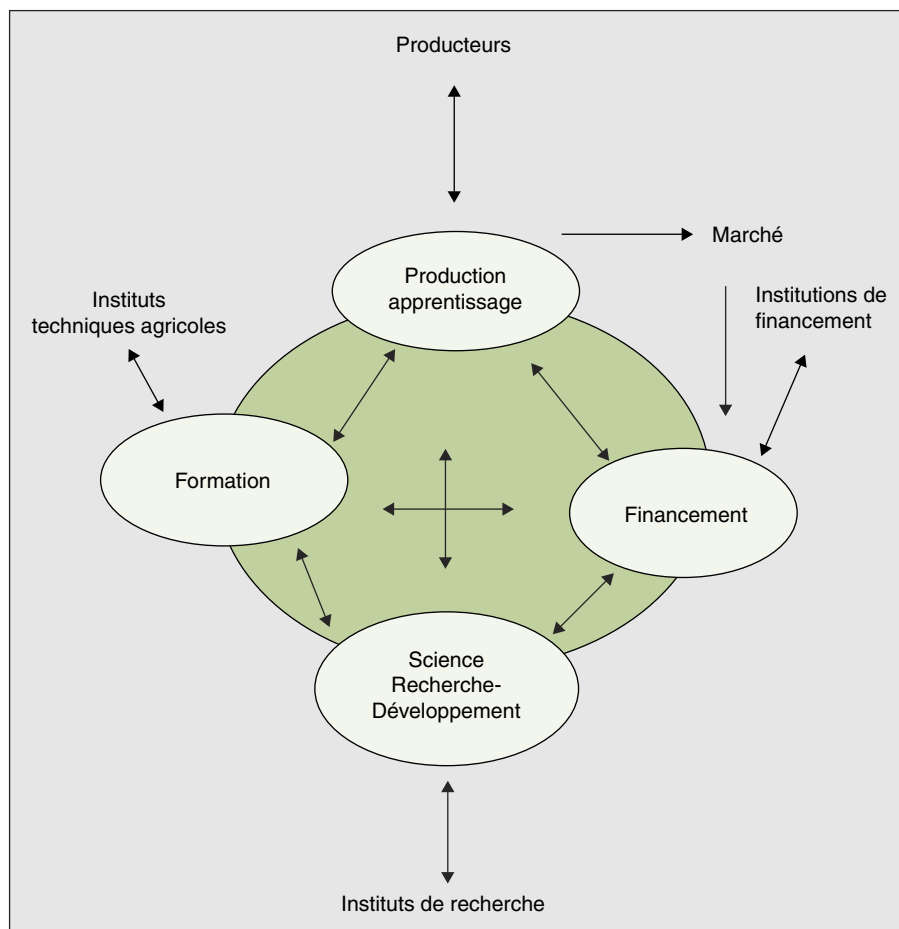 Producteurs
Production
apprentissage
Marché
Instituts
techniques agricoles
Institutions de
financement
Formation
Financement
Science
Recherche-
Développement
Instituts de recherche